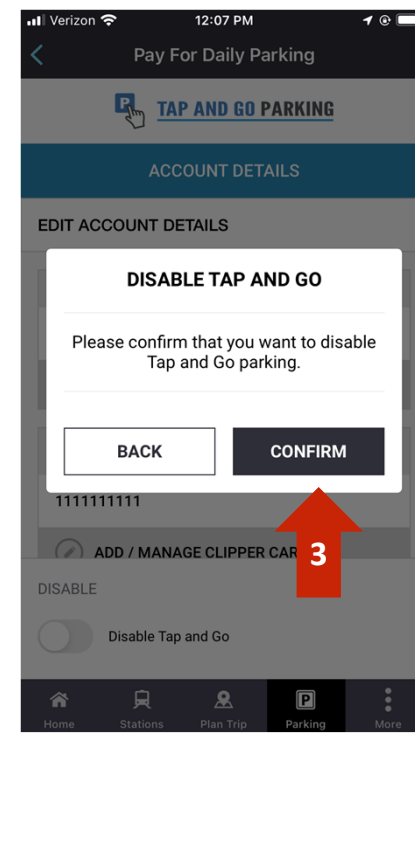 Verizon 12:07 PM
Pay For Daily Parking
P TAP AND GO PARKING
ACCOUNT DETAILS
EDIT ACCOUNT DETAILS
DISABLE TAP AND GO
Please confirm that you want to disable
Tap and Go parking.
BACK CONFIRM
1111111111
ADD / MANAGE CLIPPER CAR
3
DISABLE
Disable Tap and Go
P
Home Stations Plan Trip Parking More